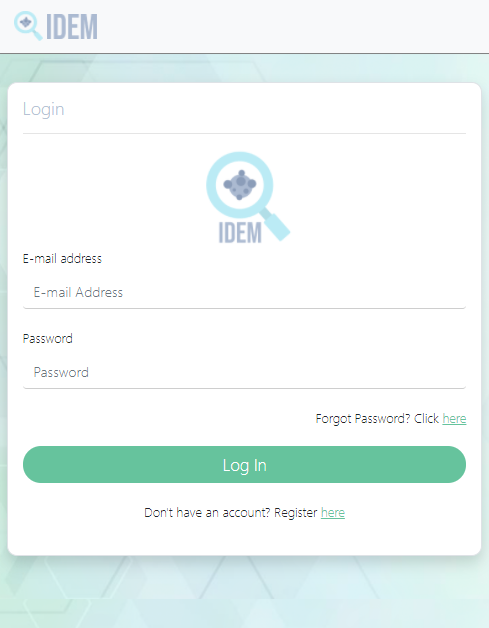 IDEM
Login
IDEM
E-mail address
E-mail Address
Password
Password
Forgot Password? Click here
Log In
Don't have an account? Register here